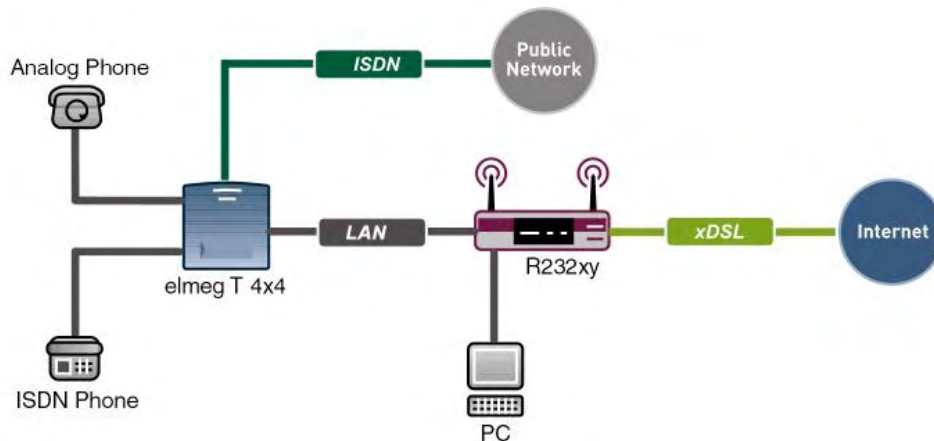 Public
Network
ISDN
Analog Phone
LAN
xDSL
Internet
R232xy
elmeg T 4x4
ISDN Phone
PC